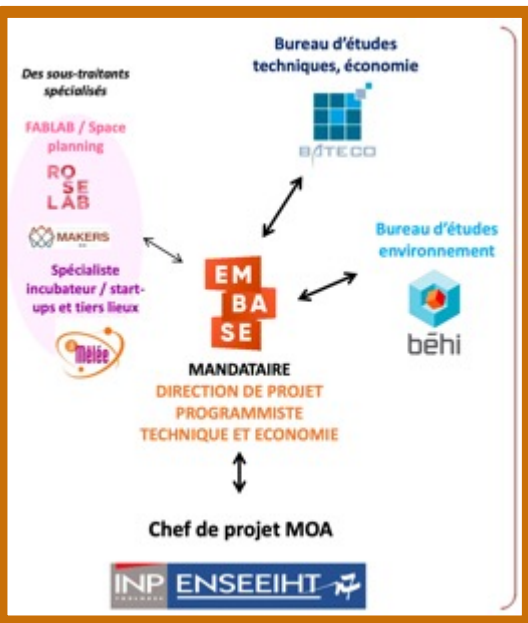 Bureau d'études
techniques, économie
BATECO
Des sous-traitants
spécialisés
FABLAB / Space
planning
RO
SE
LAB
MAKERS
Spécialiste
incubateur / start-
ups et tiers lieux
Mêlée
Bureau d'études
environnement
béhi
EM
BA
SE
MANDATAIRE
DIRECTION DE PROJET
PROGRAMMISTE
TECHNIQUE ET ECONOMIE
Chef de projet MOA
INP ENSEEIHT